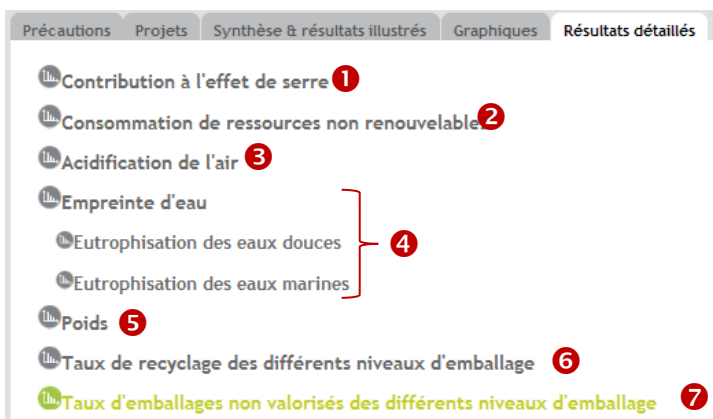 Précautions Projets Synthèse & résultats illustrés Graphiques Résultats détaillés
Contribution à l'effet de serre 1
Consommation de ressources non renouvelable 2
Acidification de l'air 3
Empreinte d'eau
Eutrophisation des eaux douces 4
Eutrophisation des eaux marines
Poids 5
Taux de recyclage des différents niveaux d'emballage 6
Taux d'emballages non valorisés des différents niveaux d'emballage 7